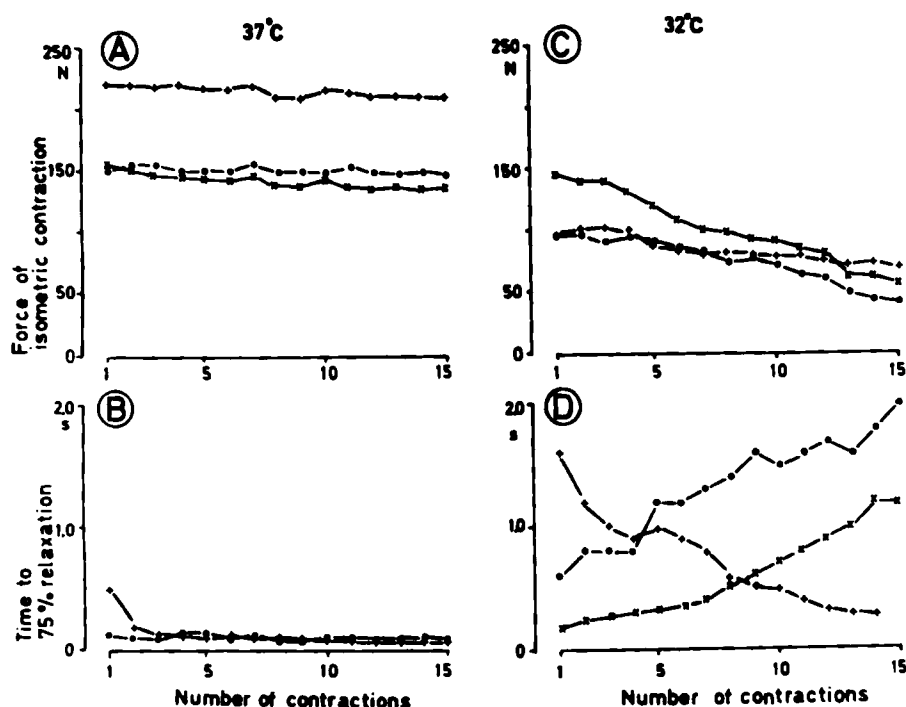 37°C
32°C
A
C
250
N
150
50
0
Force of
isometric contraction
1
5
10
15
250
N
150
50
0
1
5
10
15
B
D
2.0
s
1.0
0
Time to
75% relaxation
1
5
10
15
Number of contractions
2.0
s
1.0
0
1
5
10
15
Number of contractions